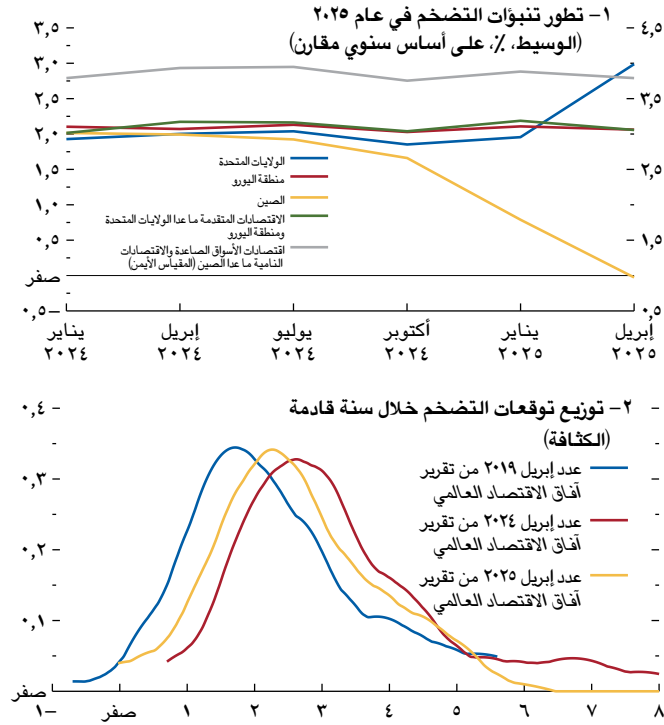 ١– تطور تنبؤات التضخم في عام ٢٠٢٥
(الوسيط، ٪، على أساس سنوي مقارن)
٣,٥
٣,٠
٢,٥
٢,٠
١,٥
١,٠
٠,٥
صفر
٠,٥–
٤,٥
٣,٥
٢,٥
١,٥
٠,٥
الولايات المتحدة
منطقة اليورو
الصين
الاقتصادات المتقدمة ما عدا الولايات المتحدة
ومنطقة اليورو
اقتصادات الأسواق الصاعدة والاقتصادات
النامية ما عدا الصين (المقياس الأيمن)
يناير
٢٠٢٤
إبريل
٢٠٢٤
يوليو
٢٠٢٤
أكتوبر
٢٠٢٤
يناير
٢٠٢٥
إبريل
٢٠٢٥
٢– توزيع توقعات التضخم خلال سنة قادمة
(الكثافة)
٠,٤
٠,٣
٠,٢
٠,١
صفر
عدد إبريل ٢٠١٩ من تقرير
آفاق الاقتصاد العالمي
عدد إبريل ٢٠٢٤ من تقرير
آفاق الاقتصاد العالمي
عدد إبريل ٢٠٢٥ من تقرير
آفاق الاقتصاد العالمي
١–
صفر
١
٢
٣
٤
٥
٦
٧
٨